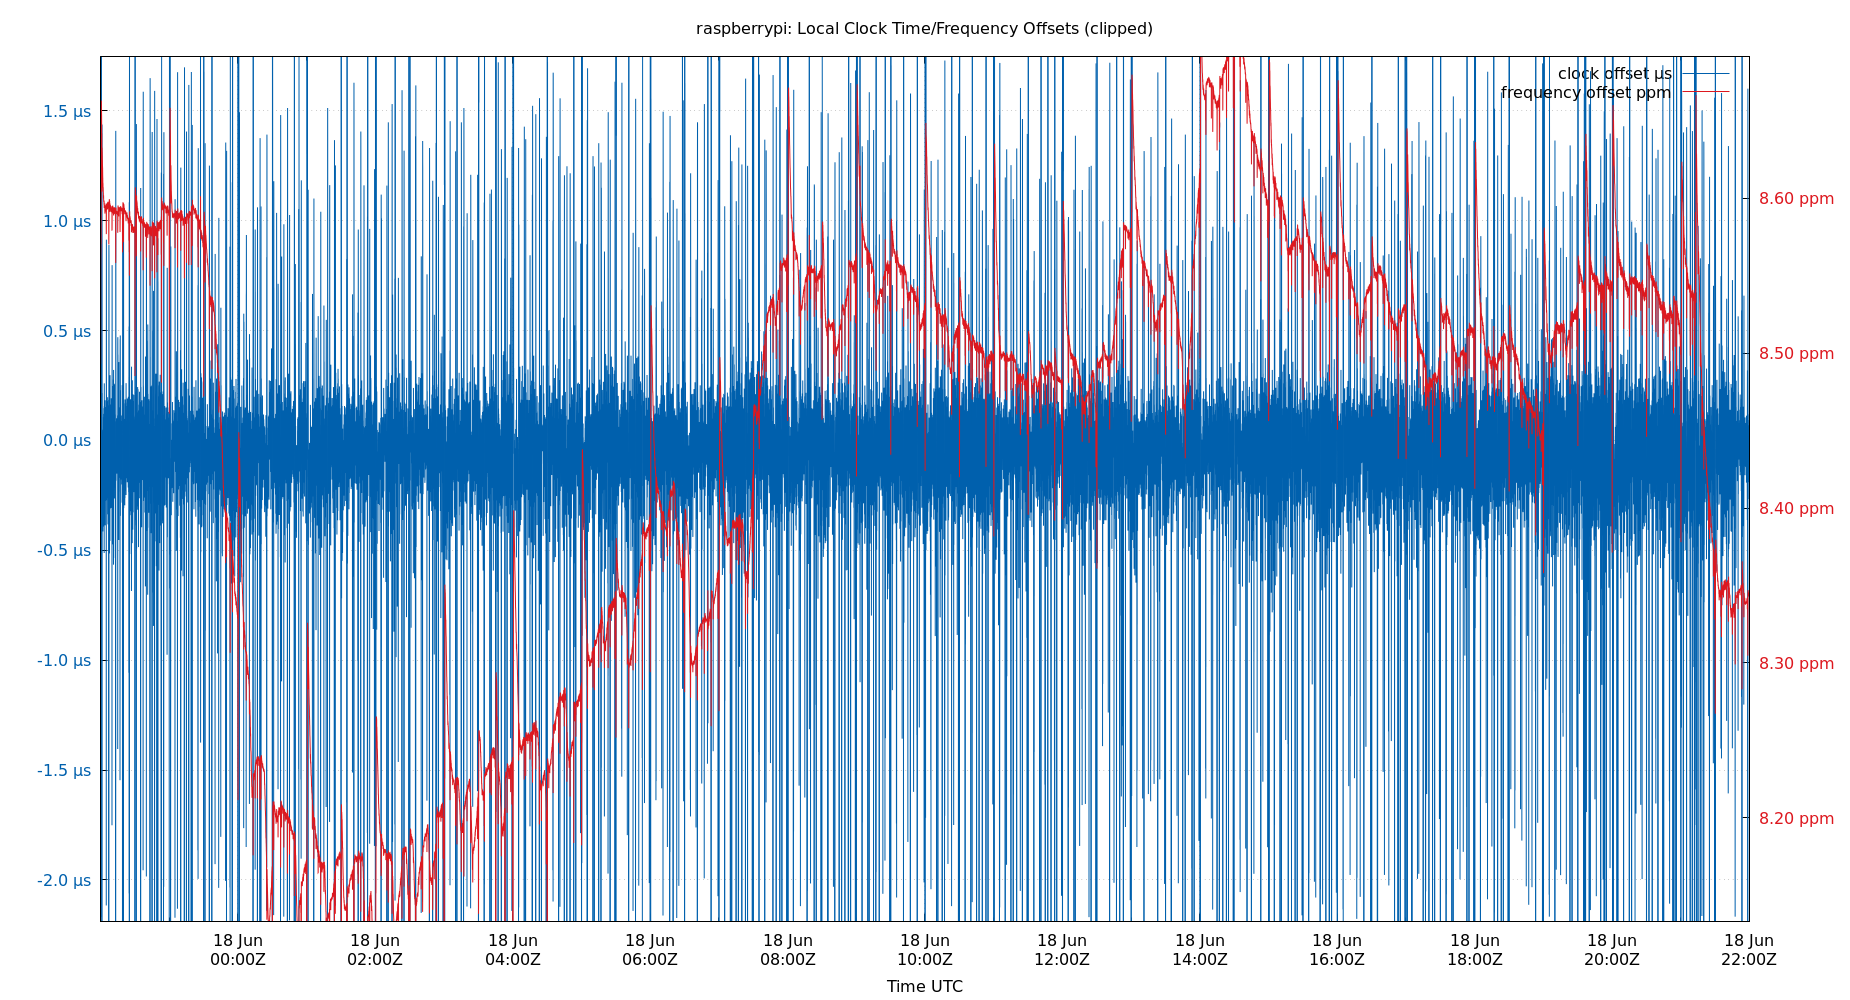 raspberrypi: Local Clock Time/Frequency Offsets (clipped)
clock offset µs
frequency offset ppm
1.5 µs
1.0 µs
0.5 µs
0.0 µs
-0.5 µs
-1.0 µs
-1.5 µs
-2.0 µs
8.60 ppm
8.50 ppm
8.40 ppm
8.30 ppm
8.20 ppm
18 Jun 18 Jun 18 Jun 18 Jun 18 Jun 18 Jun 18 Jun 18 Jun 18 Jun 18 Jun 18 Jun 18 Jun
00:00Z 02:00Z 04:00Z 06:00Z 08:00Z 10:00Z 12:00Z 14:00Z 16:00Z 18:00Z 20:00Z 22:00Z
Time UTC